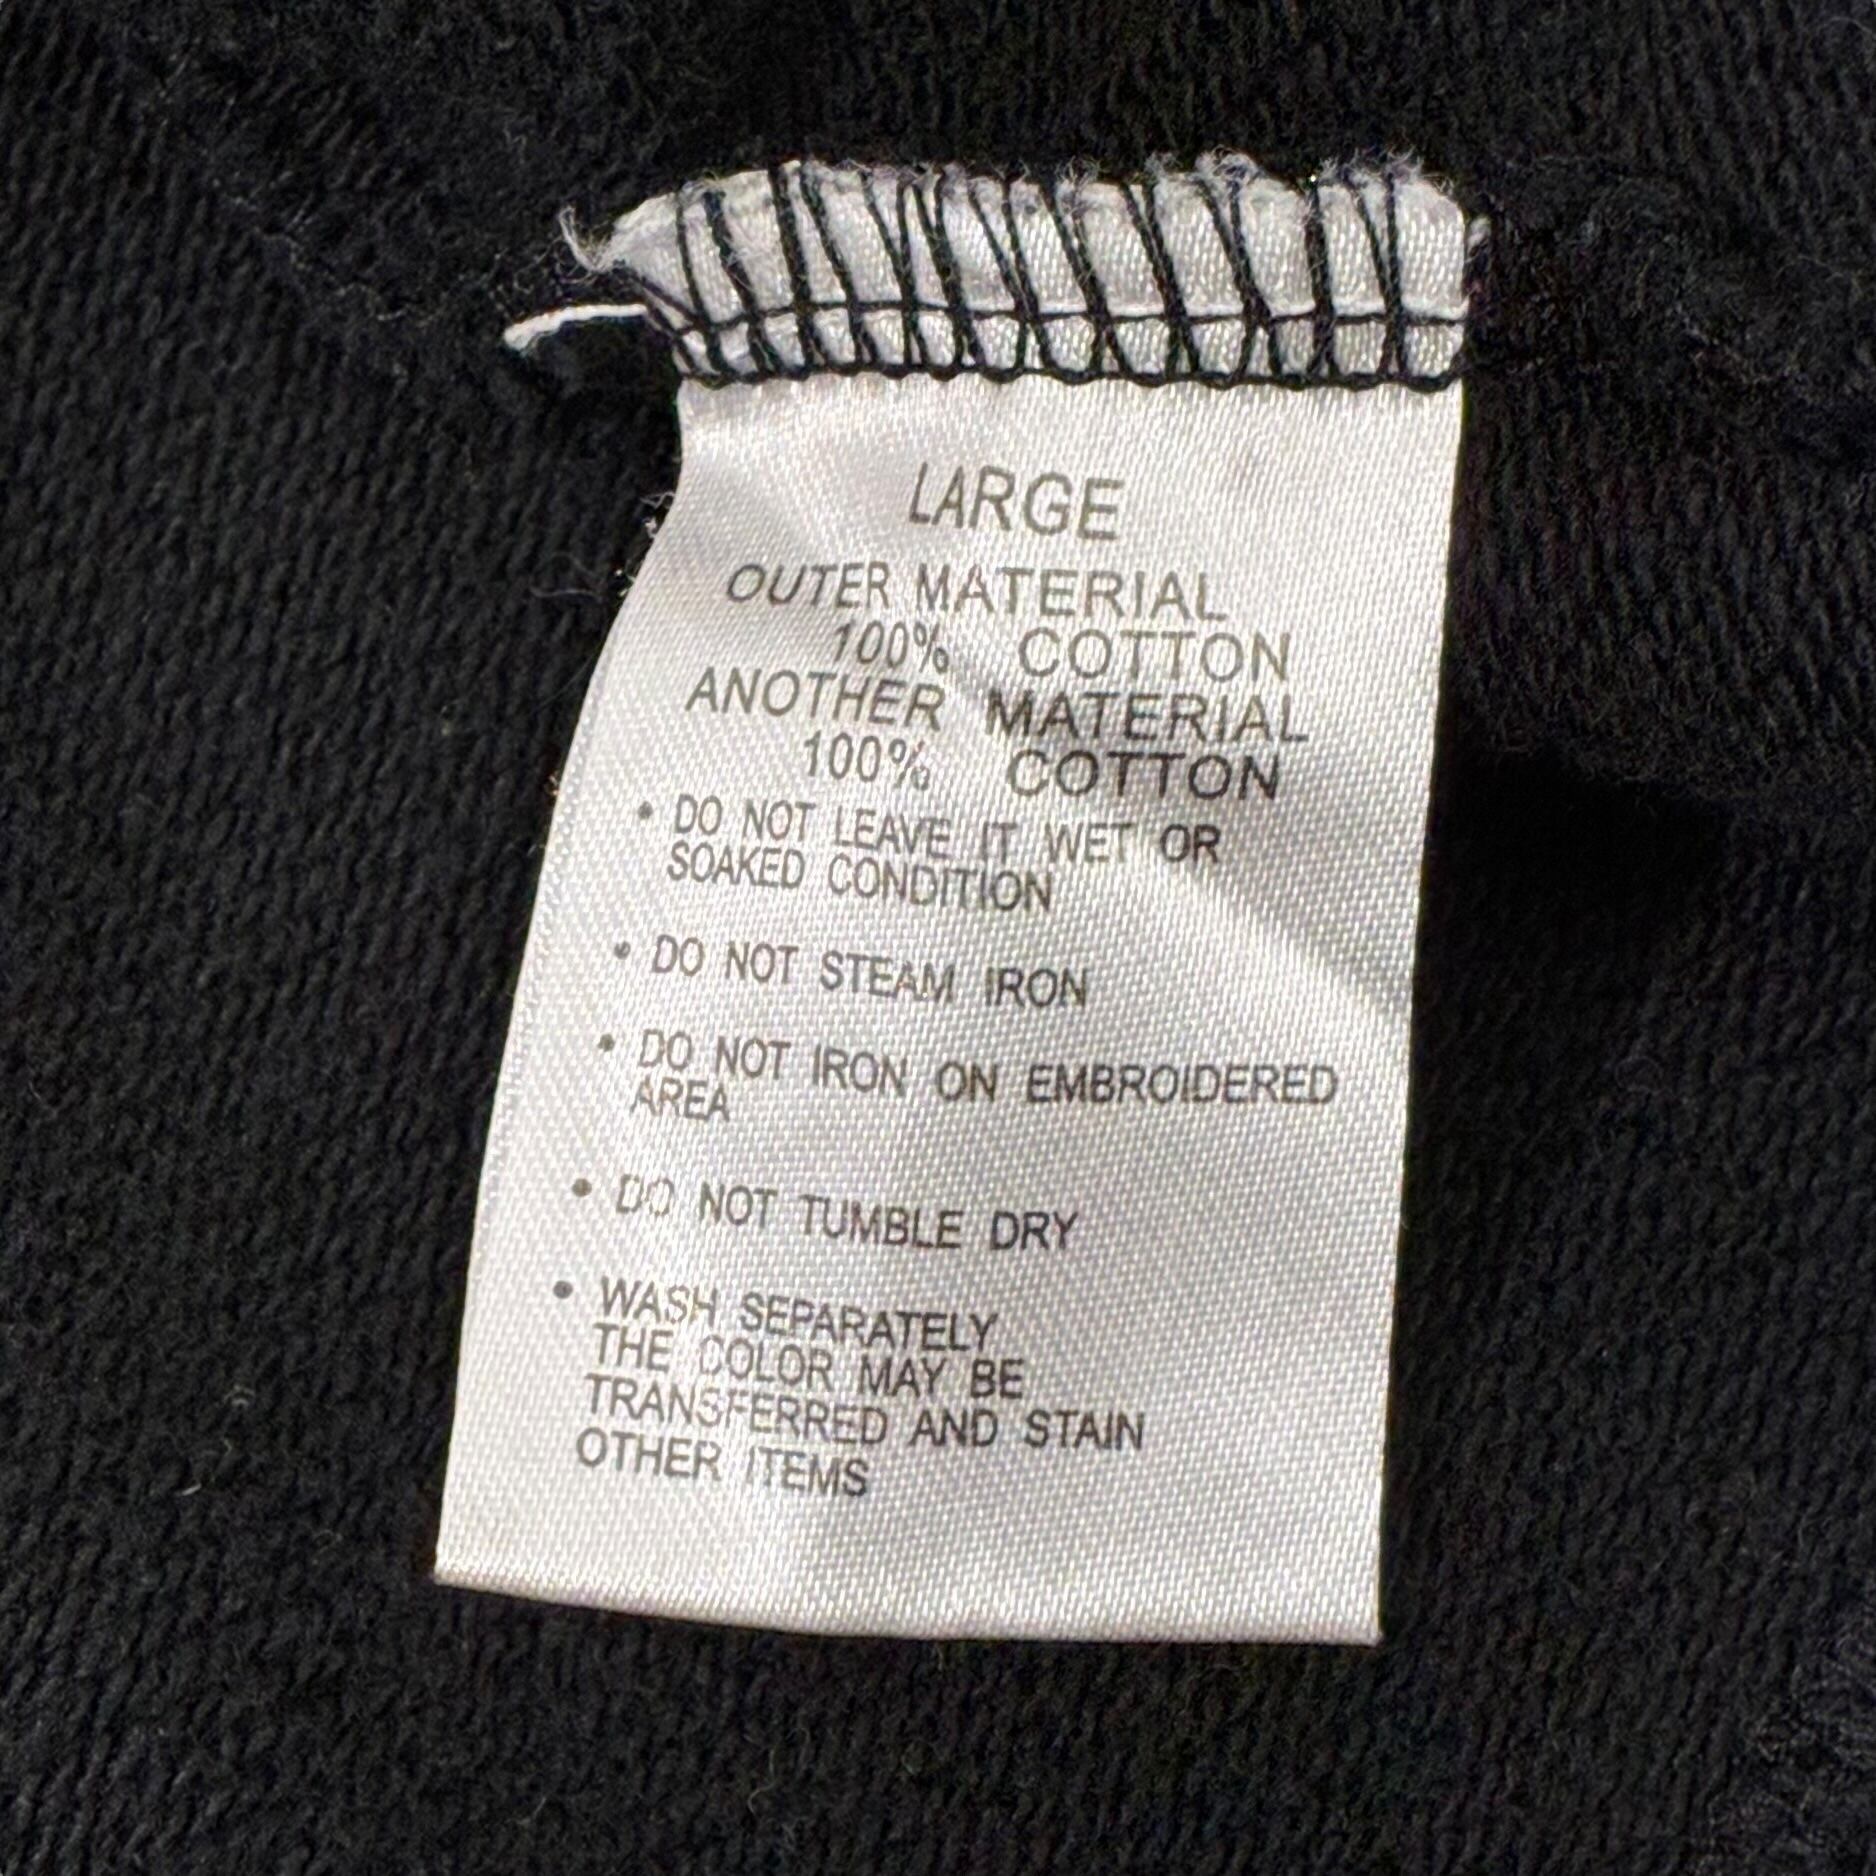 LARGE
OUTER MATERIAL
100% COTTON
ANOTHER MATERIAL
100% COTTON
• DO NOT LEAVE IT WET OR
SOAKED CONDITION
• DO NOT STEAM IRON
• DO NOT IRON ON EMBROIDERED
AREA
• DO NOT TUMBLE DRY
• WASH SEPARATELY
THE COLOR MAY BE
TRANSFERRED AND STAIN
OTHER ITEMS